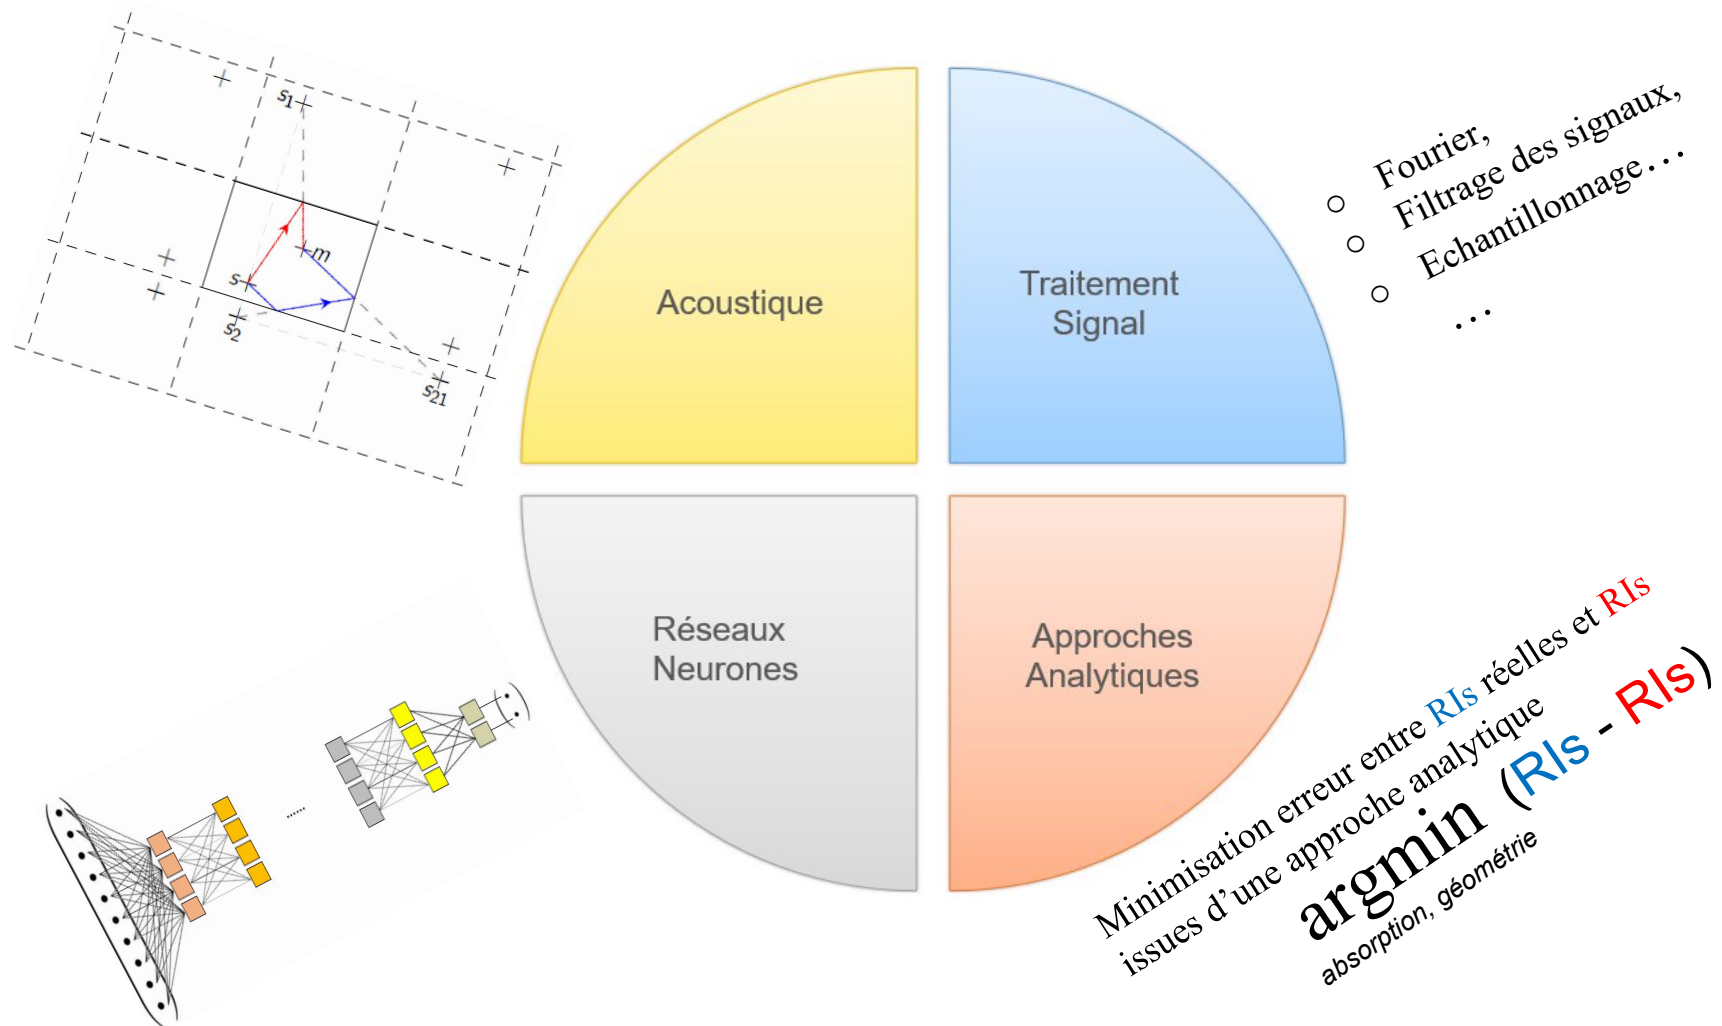 s1
m
s
s2
s21
Acoustique
Traitement
Signal
Fourier,
Filtrage des signaux,
Echantillonnage…
…
Réseaux
Neurones
......
Approches
Analytiques
Minimisation erreur entre RIs réelles et RIs
issues d’une approche analytique
argmin (RIs - RIs)
absorption, géométrie